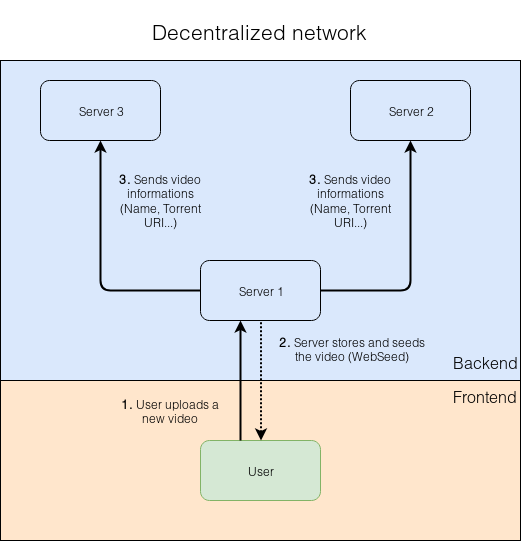 Decentralized network
Server 3
Server 2
3. Sends video
informations
(Name, Torrent
URI...)
3. Sends video
informations
(Name, Torrent
URI...)
Server 1
2. Server stores and seeds
the video (WebSeed)
Backend
Frontend
1. User uploads a
new video
User